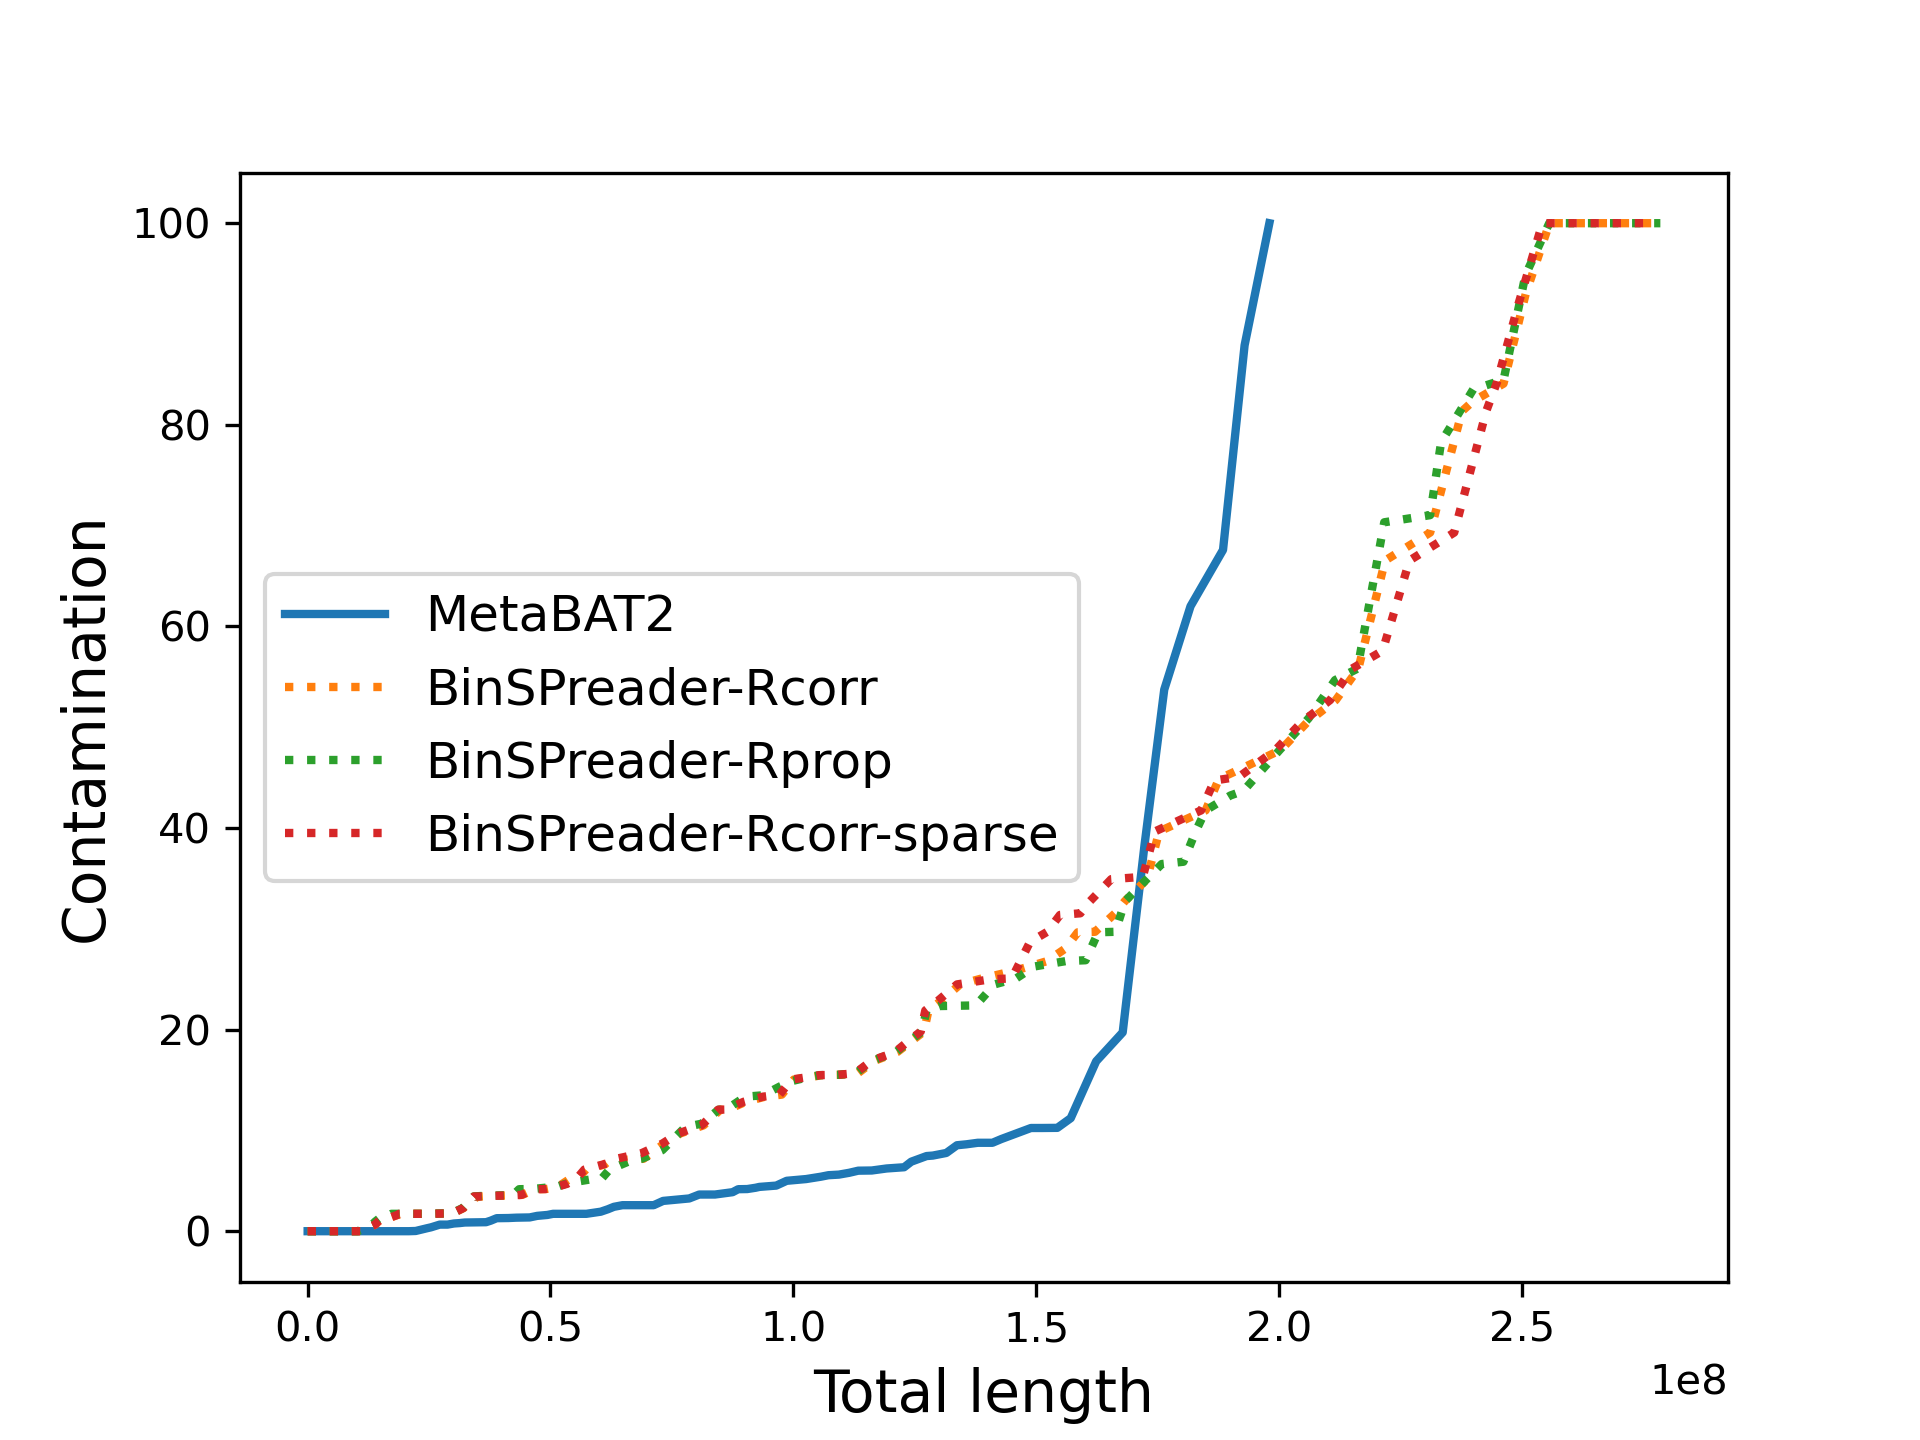 100
80
60
40
20
0
Contamination
MetaBAT2
BinSPreader-Rcorr
BinSPreader-Rprop
BinSPreader-Rcorr-sparse
0.0 0.5 1.0 1.5 2.0 2.5
1e8
Total length